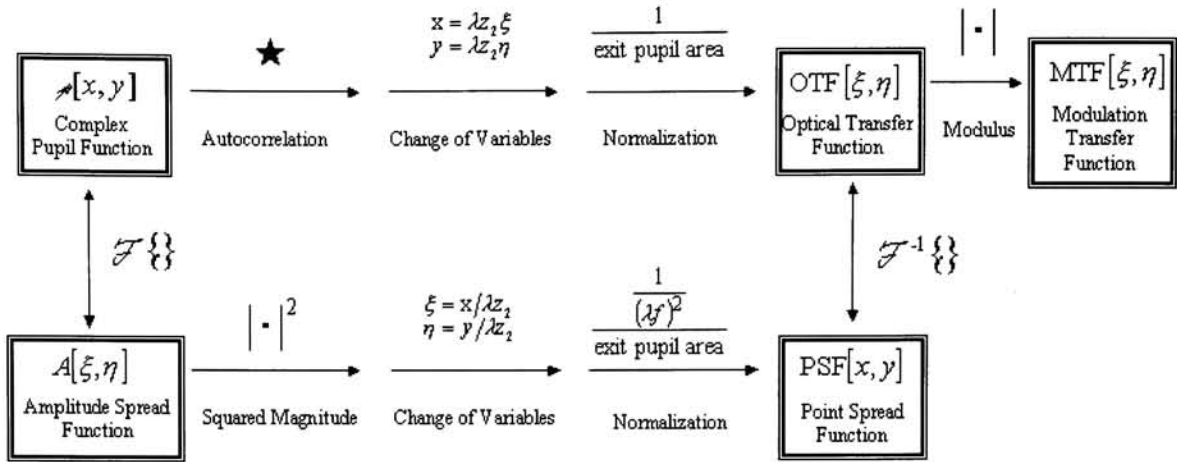 𝓅[x, y]
Complex
Pupil Function
★
Autocorrelation
x = λz₂ξ
y = λz₂η
Change of Variables
1
exit pupil area
Normalization
OTF[ξ,η]
Optical Transfer
Function
|▪|
Modulus
MTF[ξ,η]
Modulation
Transfer
Function
ℱ{}
ℱ⁻¹{}
A[ξ,η]
Amplitude Spread
Function
|▪|²
Squared Magnitude
ξ = x/λz₂
η = y/λz₂
Change of Variables
1
(λf)²
exit pupil area
Normalization
PSF[x, y]
Point Spread
Function